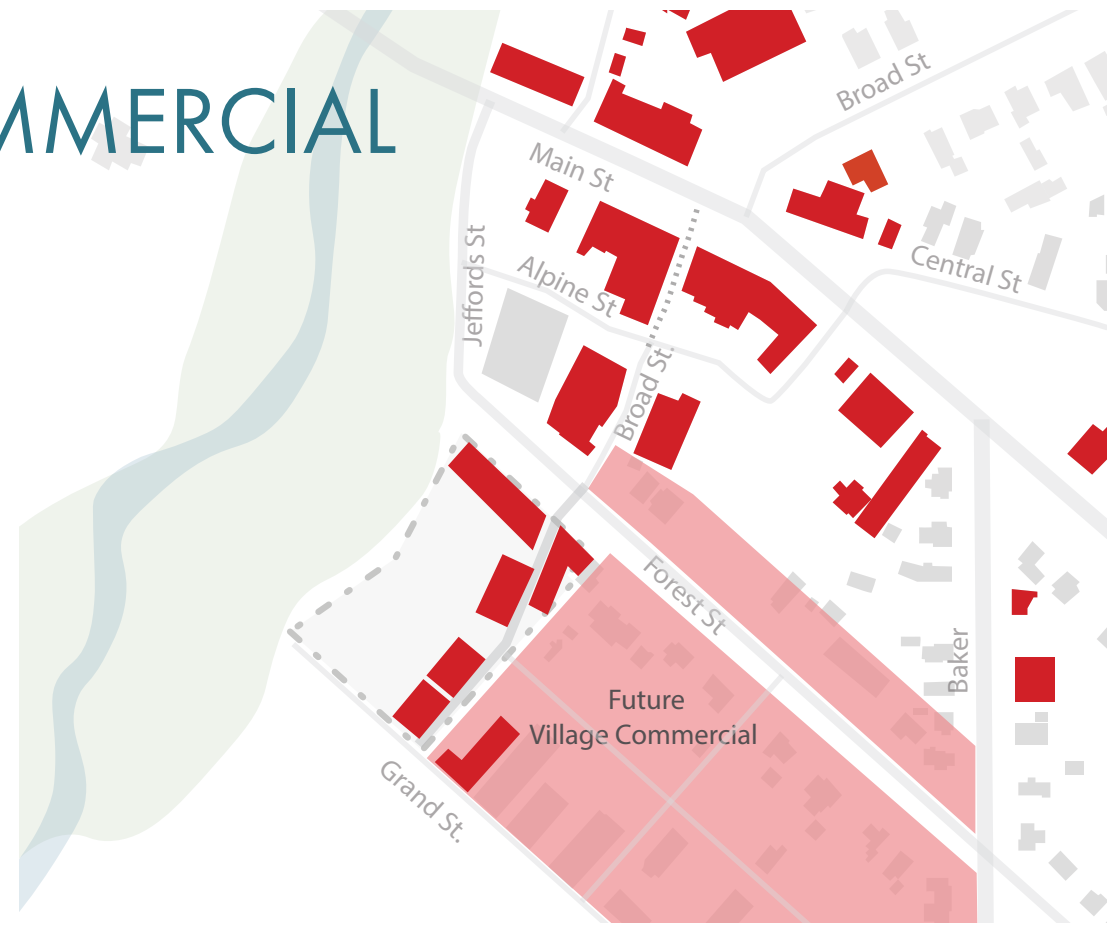 MMERCIAL
Broad St
Main St
Central St
Jeffords St
Alpine St
Broad St.
Forest St
Baker
Future
Village Commercial
Grand St.